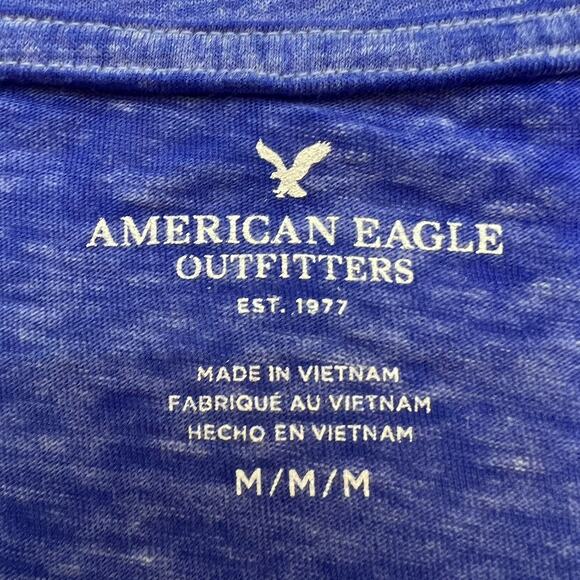 AMERICAN EAGLE
OUTFITTERS
EST. 1977
MADE IN VIETNAM
FABRIQUÉ AU VIETNAM
HECHO EN VIETNAM
M/M/M